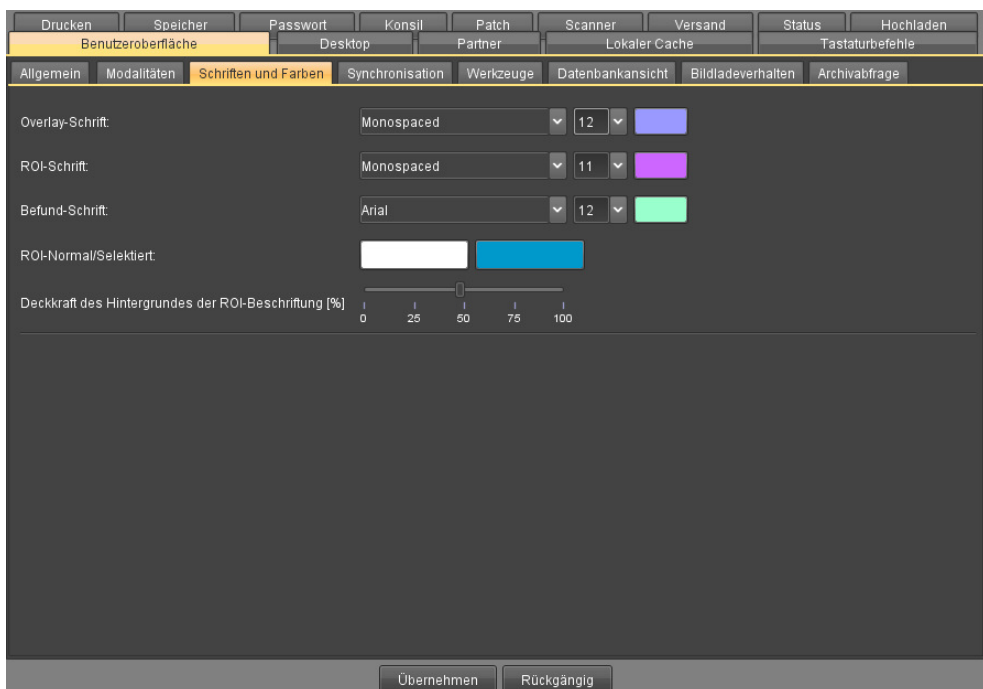 Drucken Speicher Passwort Konsil Patch Scanner Versand Status Hochladen
Benutzeroberfläche Desktop Partner Lokaler Cache Tastaturbefehle
Allgemein Modalitäten Schriften und Farben Synchronisation Werkzeuge Datenbankansicht Bildladeverhalten Archivabfrage
Overlay-Schrift: Monospaced 12
ROI-Schrift: Monospaced 11
Befund-Schrift: Arial 12
ROI-Normal/Selektiert:
Deckkraft des Hintergrundes der ROI-Beschriftung [%]
0 25 50 75 100
Übernehmen Rückgängig